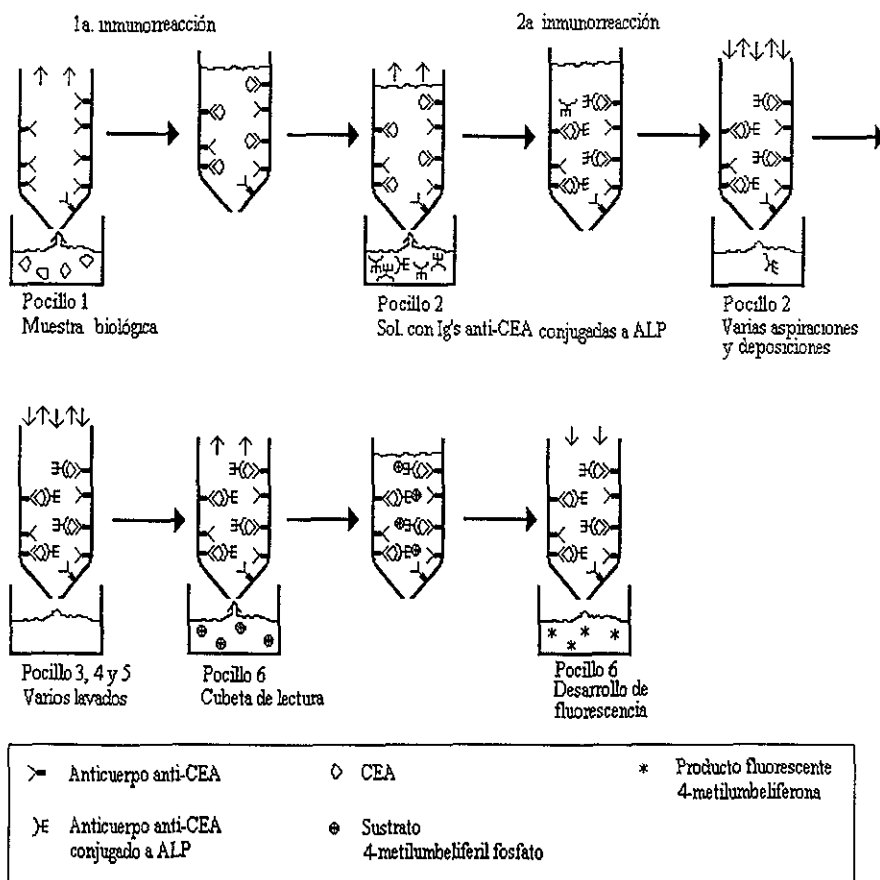 1a. inmunorreacción
2a inmunorreacción
Pocillo 1
Muestra biológica
Pocillo 2
Sol. con Ig's anti-CEA conjugadas a ALP
Pocillo 2
Varias aspiraciones
y deposiciones
Pocillo 3, 4 y 5
Varios lavados
Pocillo 6
Cubeta de lectura
Pocillo 6
Desarrollo de
fluorescencia
Anticuerpo anti-CEA
CEA
Producto fluorescente
4-metilumbeliferona
Anticuerpo anti-CEA
conjugado a ALP
Sustrato
4-metilumbeliferil fosfato